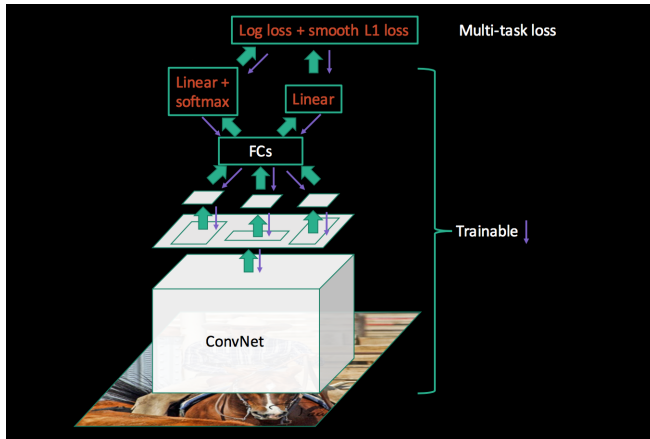 Log loss + smooth L1 loss
Multi-task loss
Linear +
softmax
Linear
FCs
Trainable
ConvNet